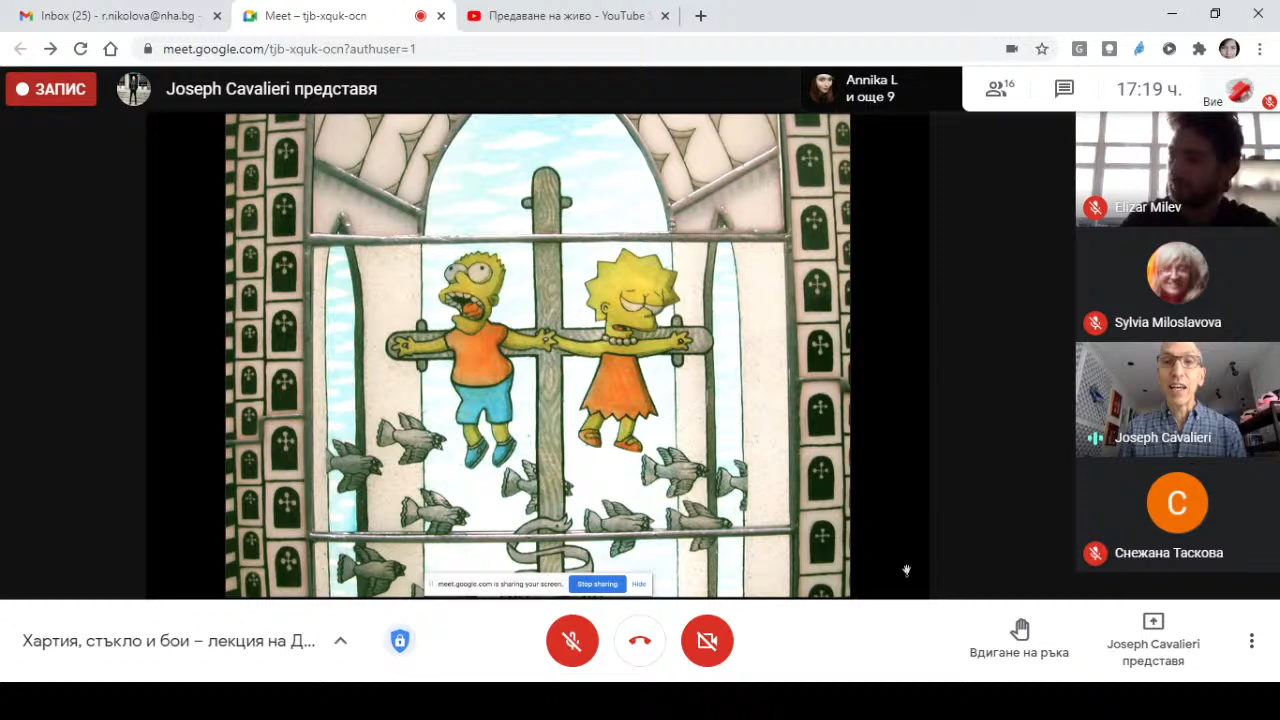 Inbox (25) - r.nikolova@nha.bg -
Meet – tjb-xquk-ocn
Предаване на живо - YouTube S
meet.google.com/tjb-xquk-ocn?authuser=1
ЗАПИС
Joseph Cavalieri представя
Annika L
и още 9
16
17:19 ч.
Вие
Elizar Milev
Sylvia Miloslavova
Joseph Cavalieri
C
Снежана Таскова
meet.google.com is sharing your screen.
Stop sharing
Hide
Хартия, стъкло и бои – лекция на Д...
Вдигане на ръка
Joseph Cavalieri
представя